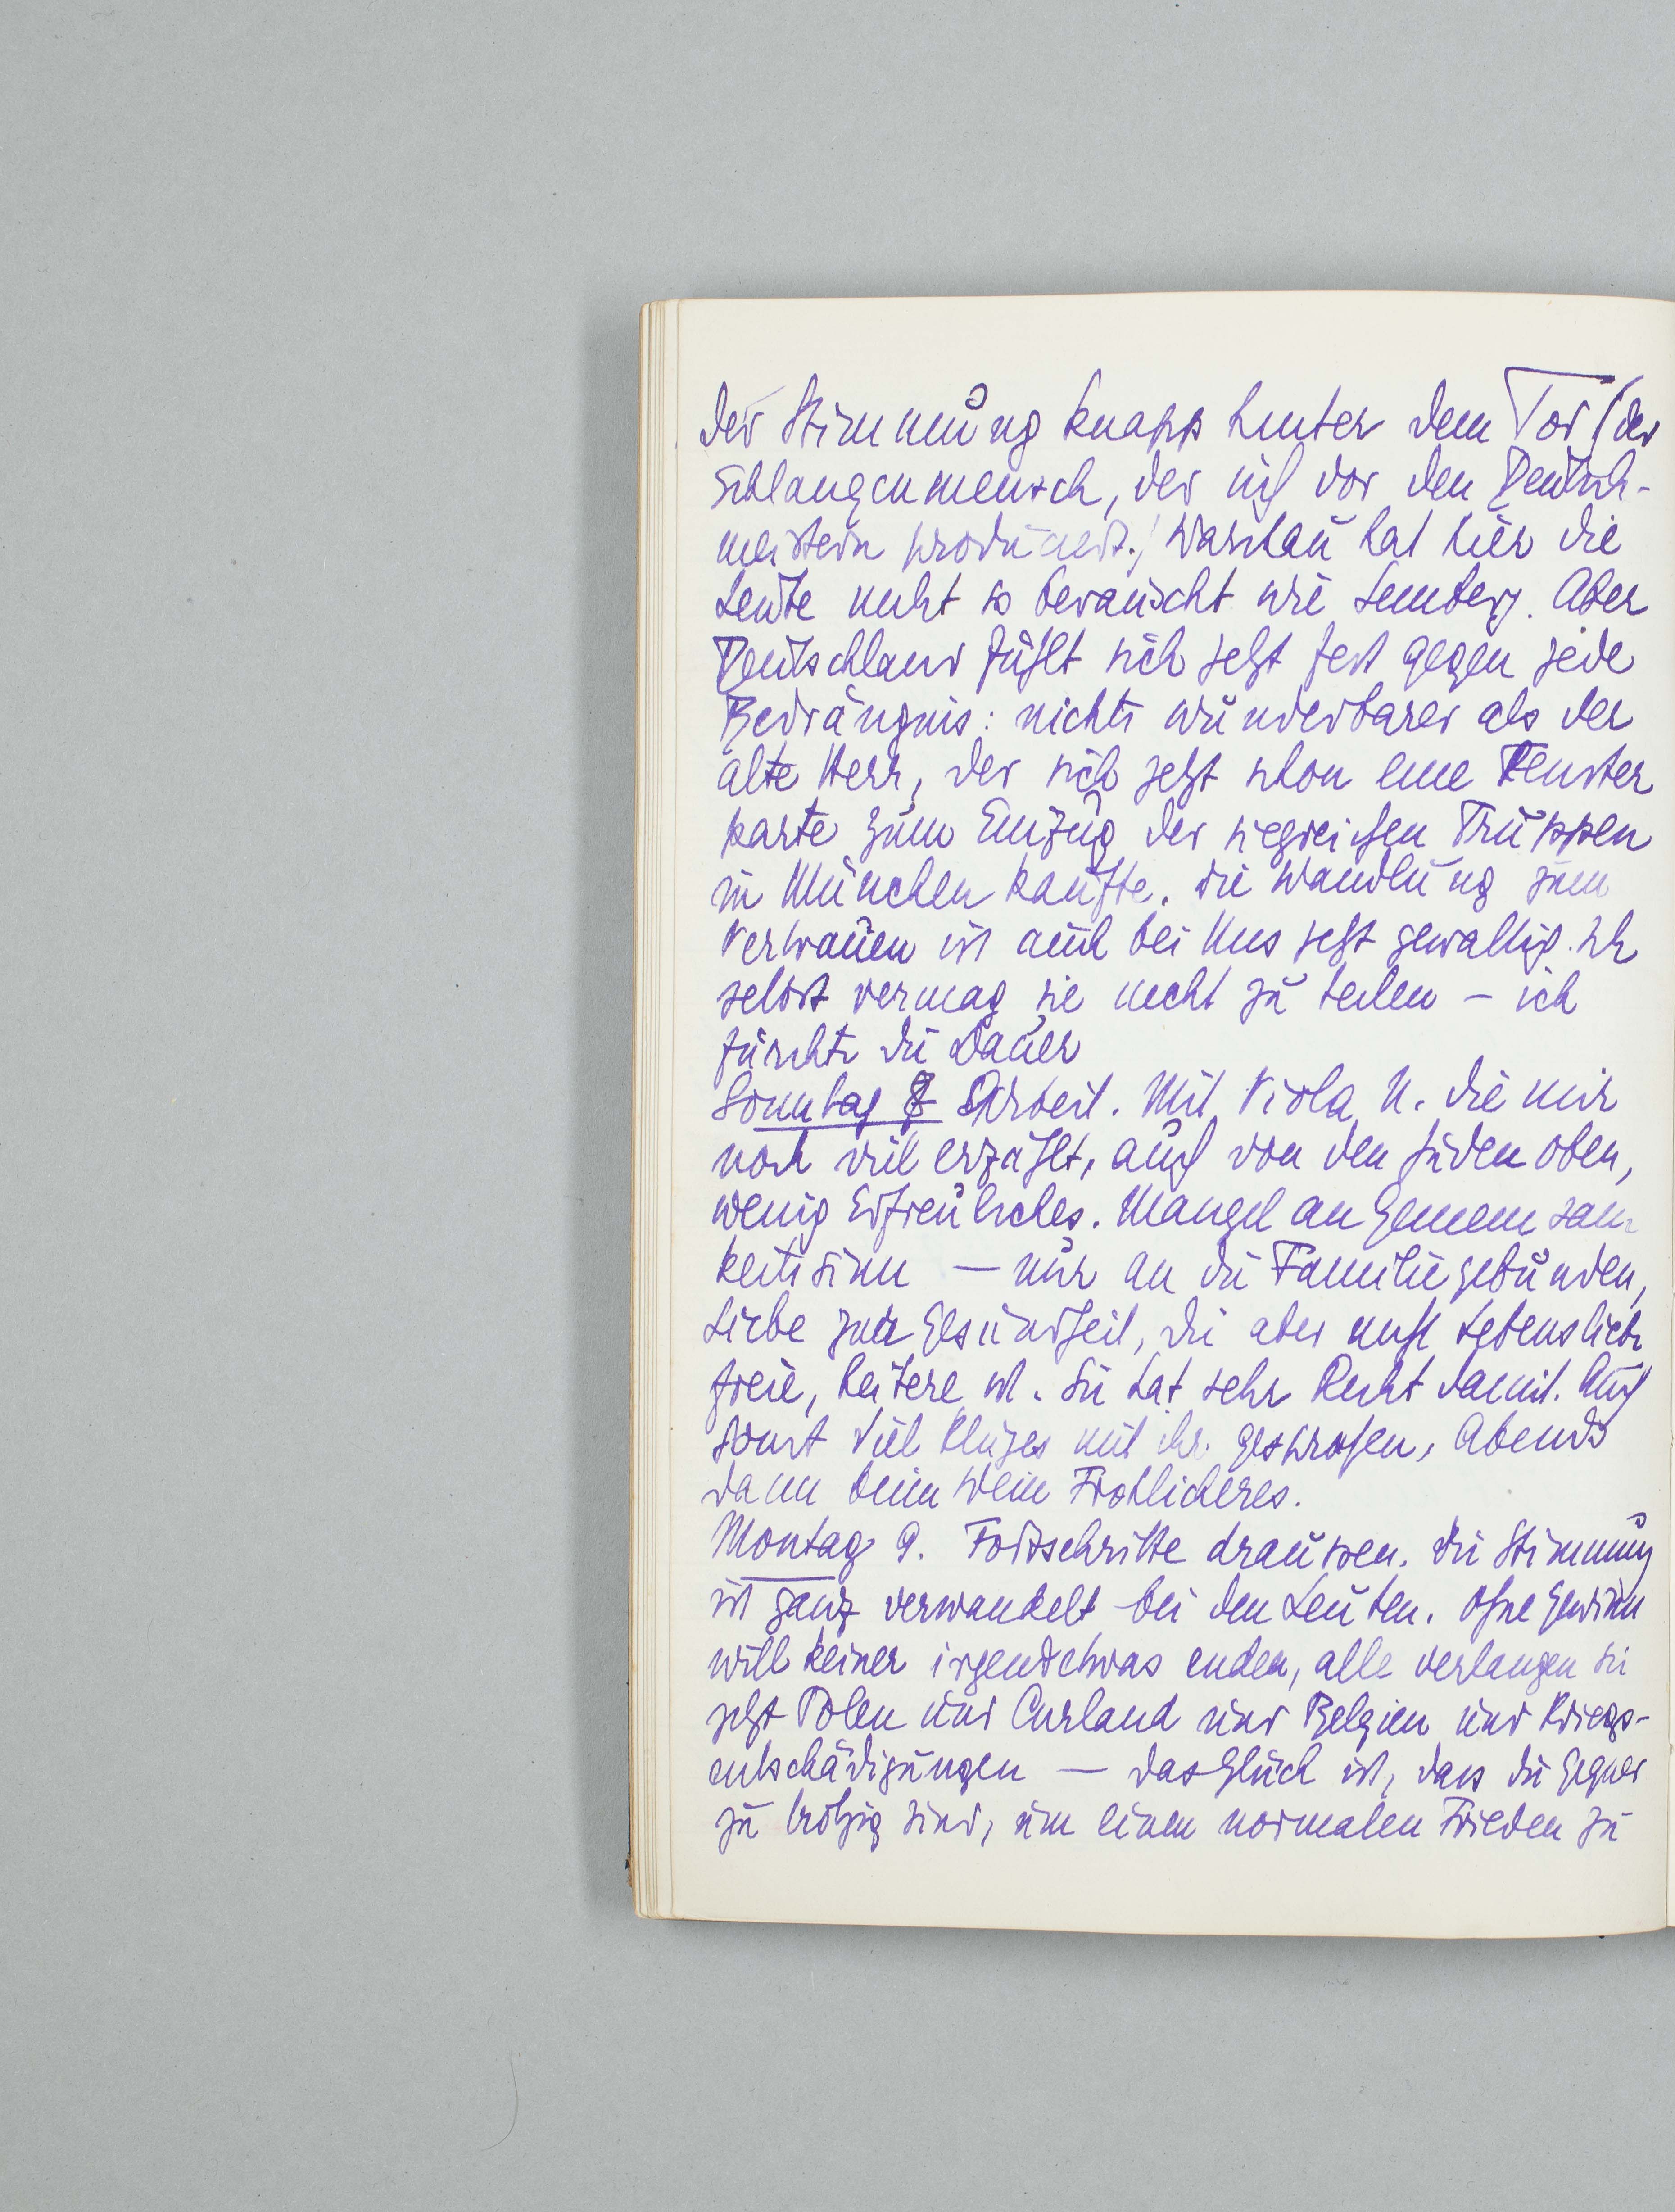 der Stimmung knapp hinter dem Tor (der
Schlangenmensch, der sich vor den Deutsch-
meistern produciert.) Warschau hat hier die
Leute nicht so berauscht wie Lemberg. Aber
Deutschland fühlt sich jetzt fest gegen jede
Bedrängnis: nichts wunderbarer als der
alte Herr, der sich jetzt schon eine Fenster
karte zum Einzug der siegreichen Truppen
in München kaufte. Die Wandlung zum
Vertrauen ist auch bei Uns jetzt gewaltig. Ich
selbst vermag sie nicht zu teilen – ich
fürchte die Dauer
Sonntag 8 Arbeit. Mit Viola N. die mir
noch viel erzählt, auch von den Juden oben,
wenig Erfreuliches. Mangel an Gemeinsam
keitssinn — nur an die Familie gebunden,
Liebe zur Gesundheit, die aber nicht Lebensliebe
freie, heitere ist. Sie hat sehr Recht damit. Auch
sonst viel Kluges mit ihr gesprochen, Abends
dann beim Wein Fröhlicheres.
Montag 9. Fortschritte draussen. Die Stimmung
ist ganz verwandelt bei den Leuten. Ohne Gewinn
will keiner irgendetwas enden, alle verlangen sie
jetzt Polen und Curland und Belgien und Kriegs-
entschädigungen — das Glück ist, dass die Gegner
zu trotzig sind, um einen normalen Frieden zu